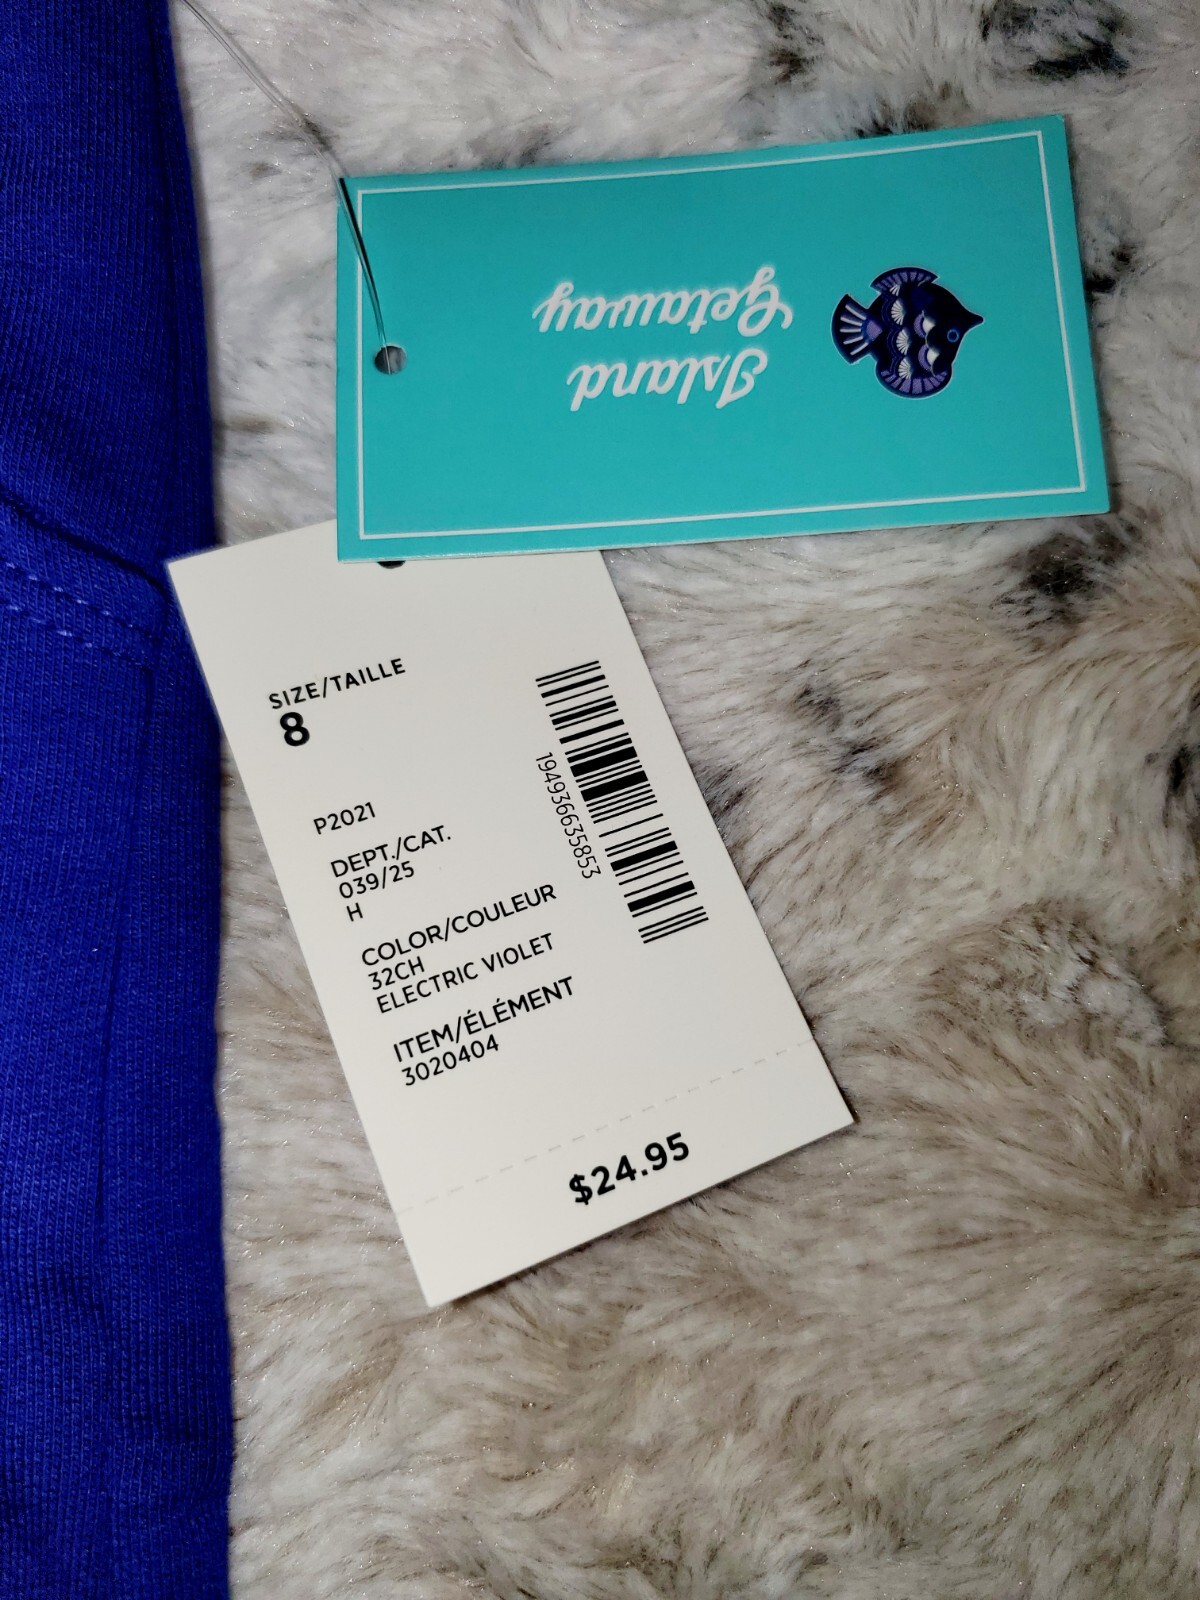 Island
Getaway
SIZE/TAILLE
8
P2021
DEPT./CAT.
039/25
H
COLOR/COULEUR
32CH
ELECTRIC VIOLET
ITEM/ÉLÉMENT
3020404
194936635853
$24.95